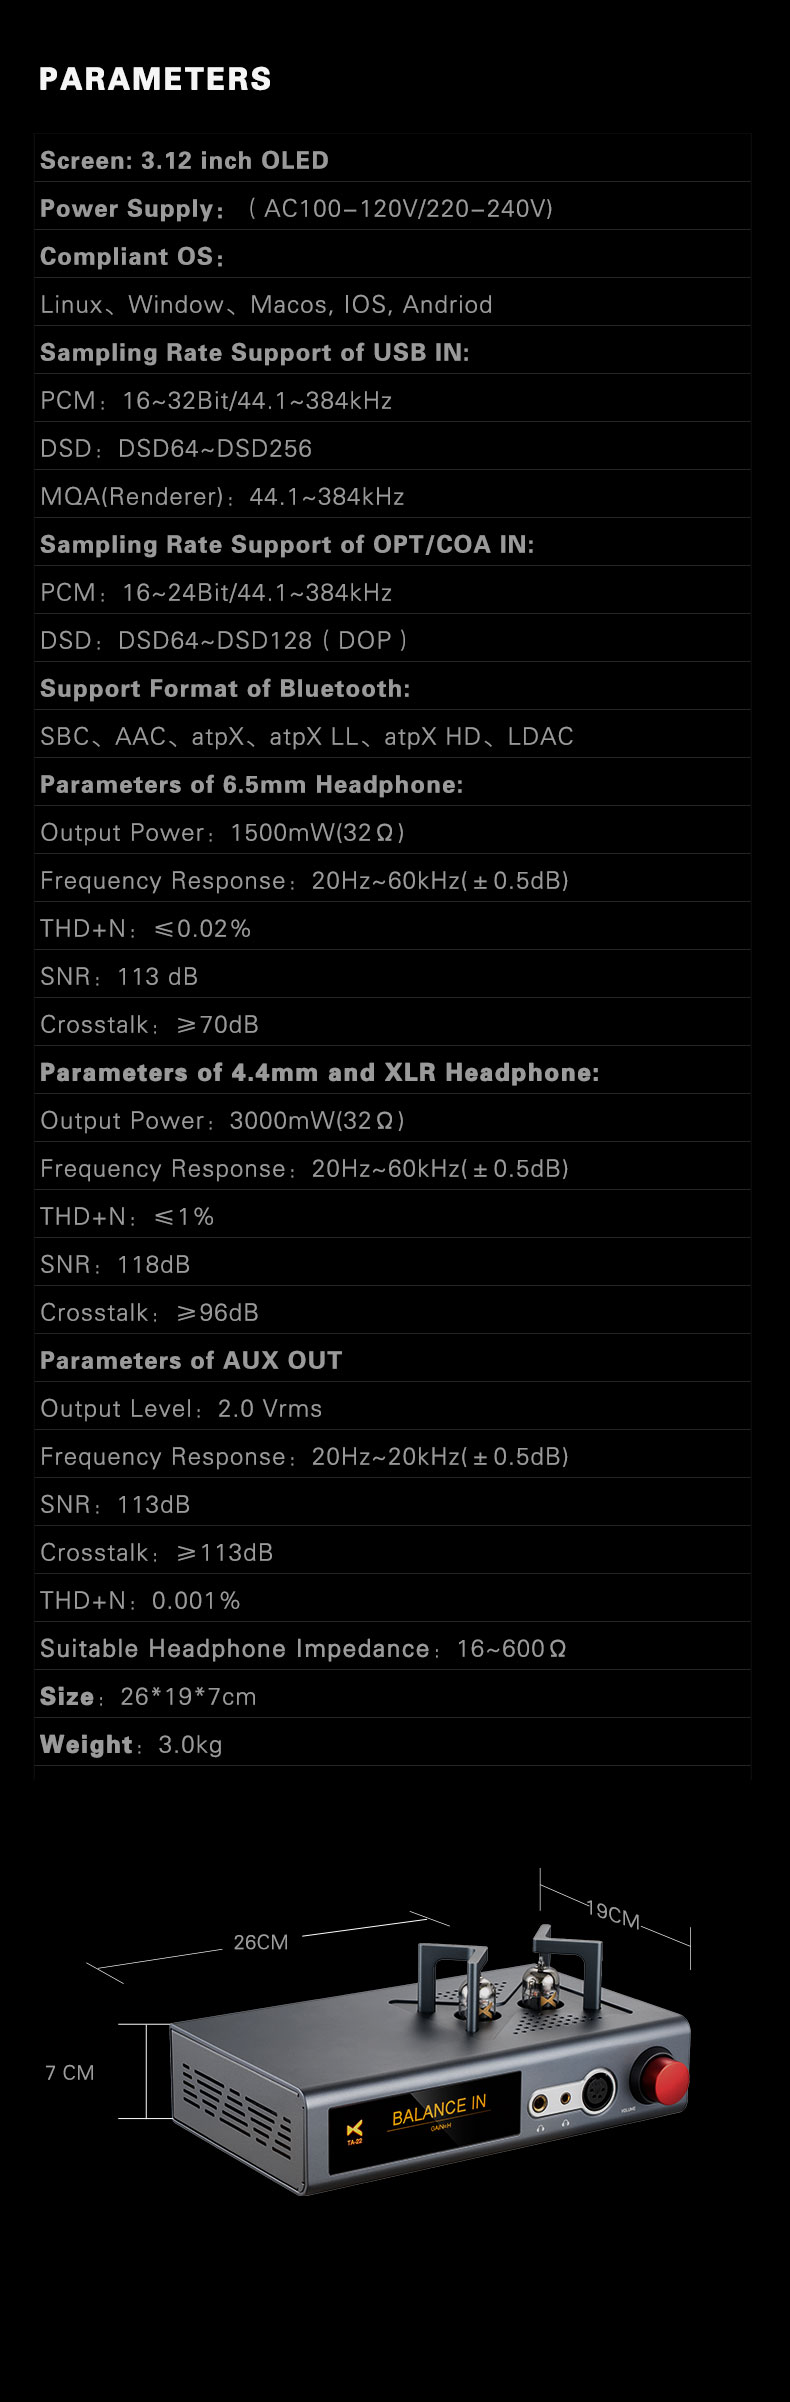 PARAMETERS
Screen: 3.12 inch OLED
Power Supply：（ AC100-120V/220-240V)
Compliant OS：
Linux、Window、Macos, IOS, Andriod
Sampling Rate Support of USB IN:
PCM：16~32Bit/44.1~384kHz
DSD：DSD64~DSD256
MQA(Renderer)：44.1~384kHz
Sampling Rate Support of OPT/COA IN:
PCM：16~24Bit/44.1~384kHz
DSD：DSD64~DSD128（DOP）
Support Format of Bluetooth:
SBC、AAC、atpX、atpX LL、atpX HD、LDAC
Parameters of 6.5mm Headphone:
Output Power：1500mW(32Ω)
Frequency Response：20Hz~60kHz(±0.5dB)
THD+N：≤0.02%
SNR：113 dB
Crosstalk：≥70dB
Parameters of 4.4mm and XLR Headphone:
Output Power：3000mW(32Ω)
Frequency Response：20Hz~60kHz(±0.5dB)
THD+N：≤1%
SNR：118dB
Crosstalk：≥96dB
Parameters of AUX OUT
Output Level：2.0 Vrms
Frequency Response：20Hz~20kHz(±0.5dB)
SNR：113dB
Crosstalk：≥113dB
THD+N：0.001%
Suitable Headphone Impedance：16~600Ω
Size：26*19*7cm
Weight：3.0kg
19CM
26CM
7 CM
BALANCE IN
GAIN=H
TA-22
VOLUME